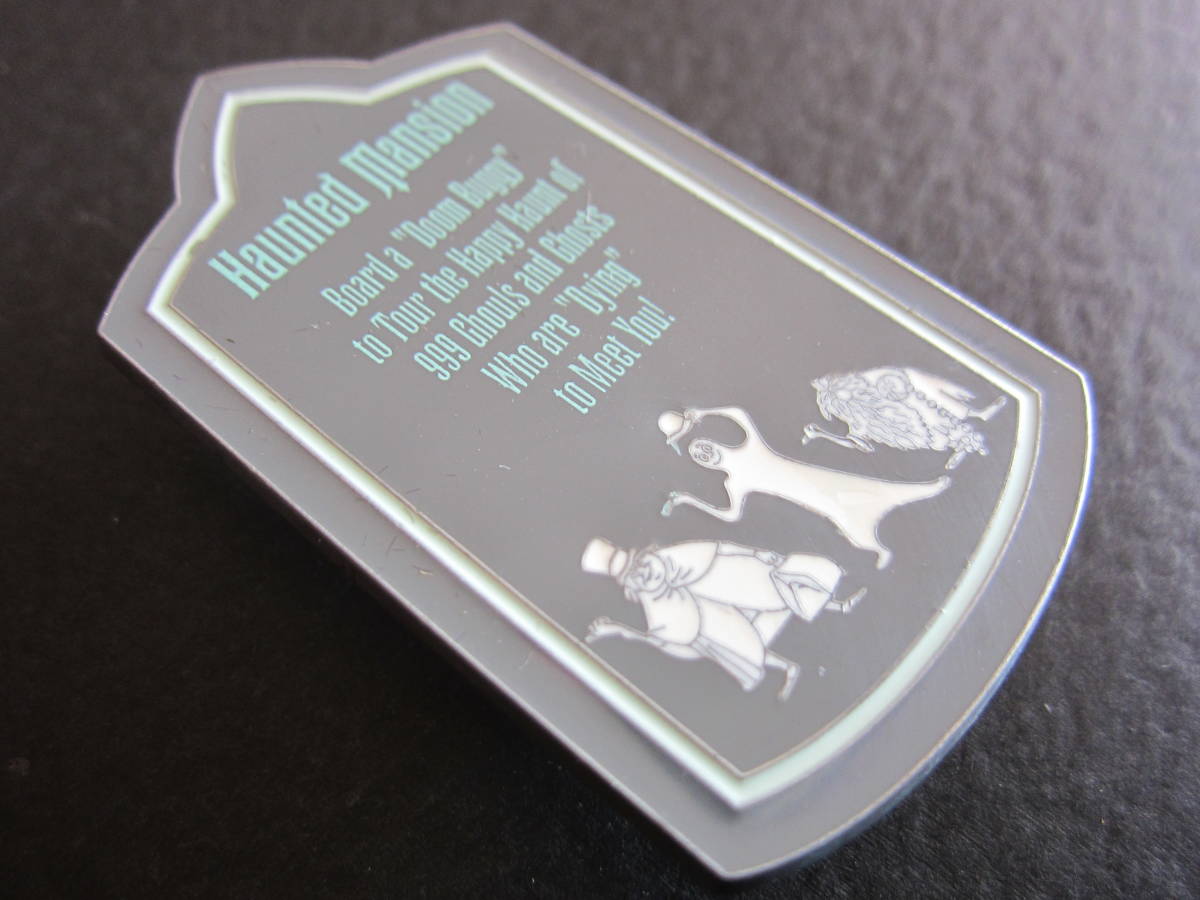 Haunted Mansion
Board a "Doom Buggy"
to Tour the Happy Haunt of
999 Ghouls and Ghosts
Who are "Dying"
to Meet You!